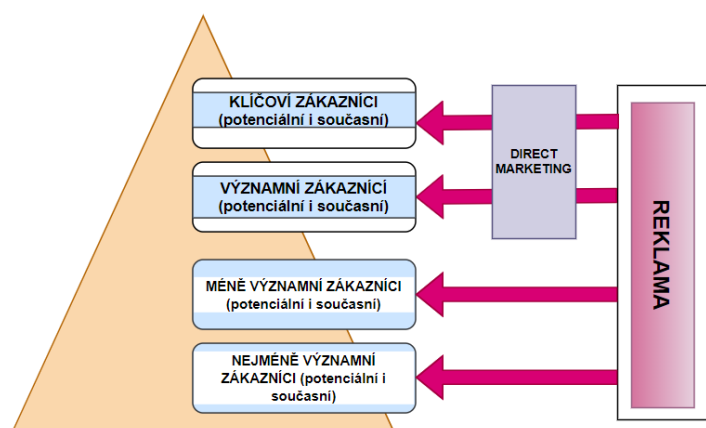 KLÍČOVÍ ZÁKAZNÍCI
(potenciální i současní)
VÝZNAMNÍ ZÁKAZNÍCI
(potenciální i současní)
MÉNĚ VÝZNAMNÍ ZÁKAZNÍCI
(potenciální i současní)
NEJMÉNĚ VÝZNAMNÍ
ZÁKAZNÍCI (potenciální i
současní)
DIRECT
MARKETING
REKLAMA